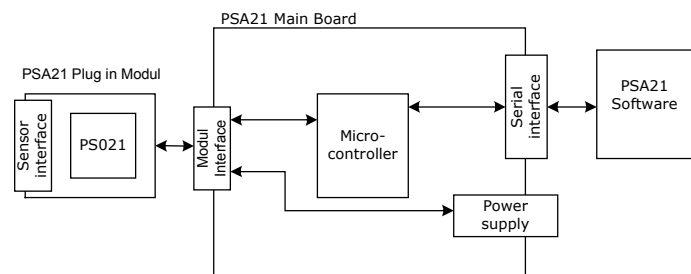 PSA21 Main Board
PSA21 Plug in Modul
Sensor
interface
PS021
Modul
Interface
Micro-
controller
Serial
interface
PSA21
Software
Power
supply